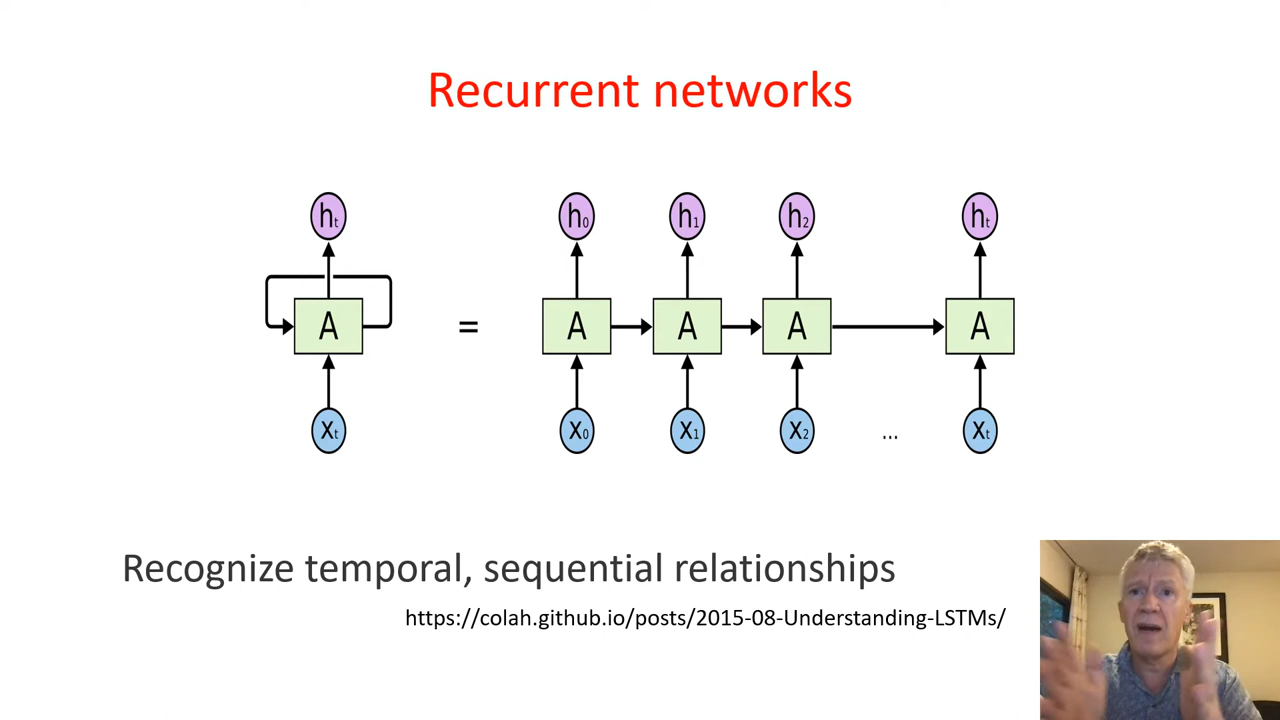 Recurrent networks
hₜ h₀ h₁ h₂ hₜ
A = A A A A
xₜ x₀ x₁ x₂ ... xₜ
Recognize temporal, sequential relationships
https://colah.github.io/posts/2015-08-Understanding-LSTMs/